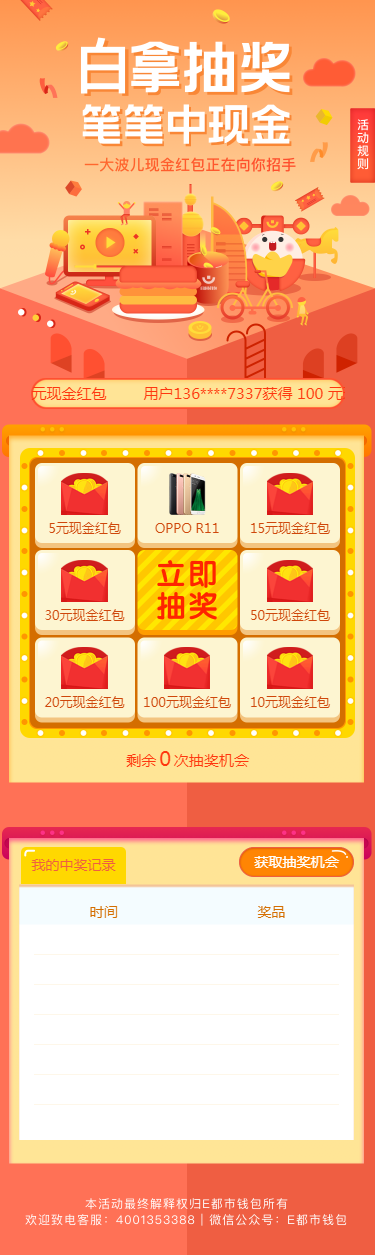 白拿抽奖
笔笔中现金
一大波儿现金红包正在向你招手
活动规则
元现金红包 用户136****7337获得 100 元
5元现金红包 OPPO R11 15元现金红包
30元现金红包 立即抽奖 50元现金红包
20元现金红包 100元现金红包 10元现金红包
剩余0次抽奖机会
我的中奖记录 获取抽奖机会
时间 奖品
本活动最终解释权归E都市钱包所有
欢迎致电客服：4001353388 | 微信公众号：E都市钱包